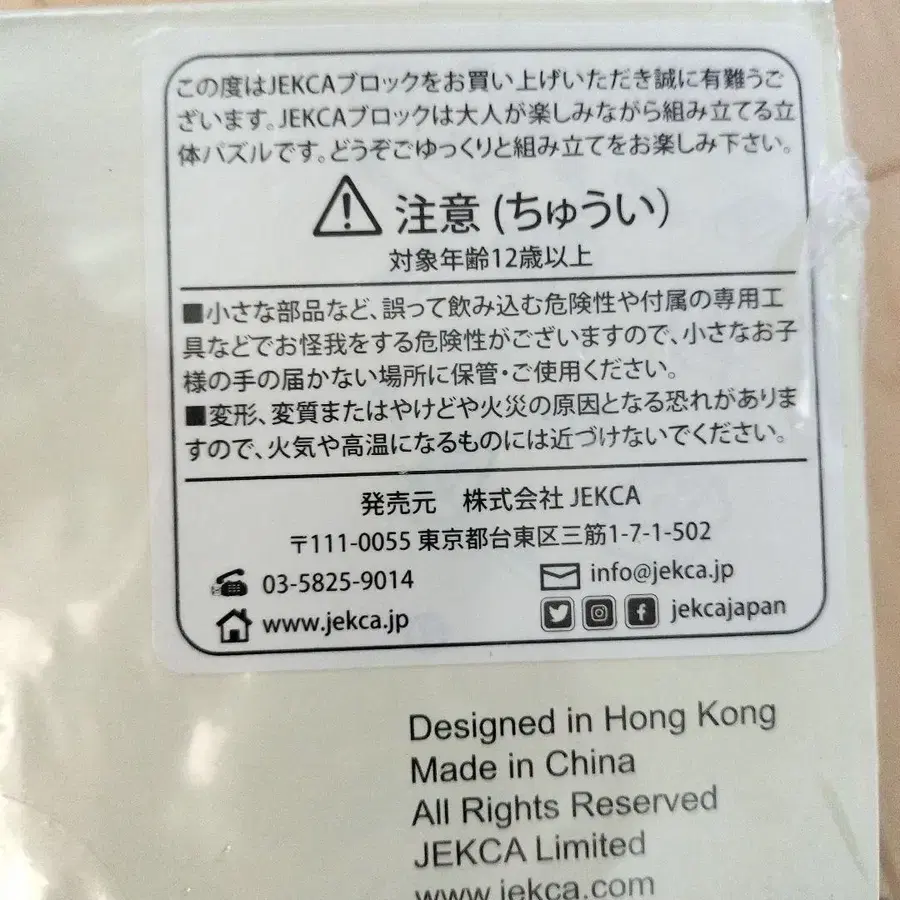 この度はJEKCAブロックをお買い上げいただき誠に有難うご
ざいます。JEKCAブロックは大人が楽しみながら組み立てる立
体パズルです。どうぞごゆっくりと組み立てをお楽しみ下さい。
注意 (ちゅうい)
対象年齢12歳以上
■小さな部品など、誤って飲み込む危険性や付属の専用工
具などでお怪我をする危険性がございますので、小さなお子
様の手の届かない場所に保管・ご使用ください。
■変形、変質またはやけどや火災の原因となる恐れがありま
すので、火気や高温になるものには近づけないでください。
発売元 株式会社 JEKCA
〒111-0055 東京都台東区三筋1-7-1-502
03-5825-9014 info@jekca.jp
www.jekca.jp jekcajapan
Designed in Hong Kong
Made in China
All Rights Reserved
JEKCA Limited
www.jekca.com